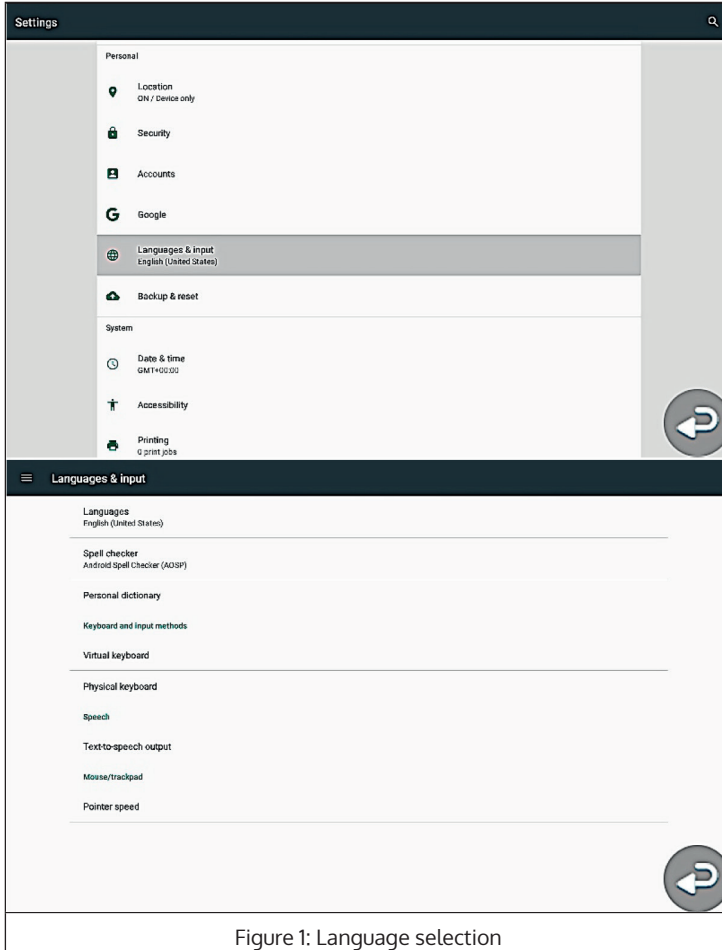 Settings
Personal
Location
ON / Device only
Security
Accounts
Google
Languages & input
English (United States)
Backup & reset
System
Date & time
GMT+00:00
Accessibility
Printing
0 print jobs
Languages & input
Languages
English (United States)
Spell checker
Android Spell Checker (AOSP)
Personal dictionary
Keyboard and input methods
Virtual keyboard
Physical keyboard
Speech
Text-to-speech output
Mouse/trackpad
Pointer speed
Figure 1: Language selection